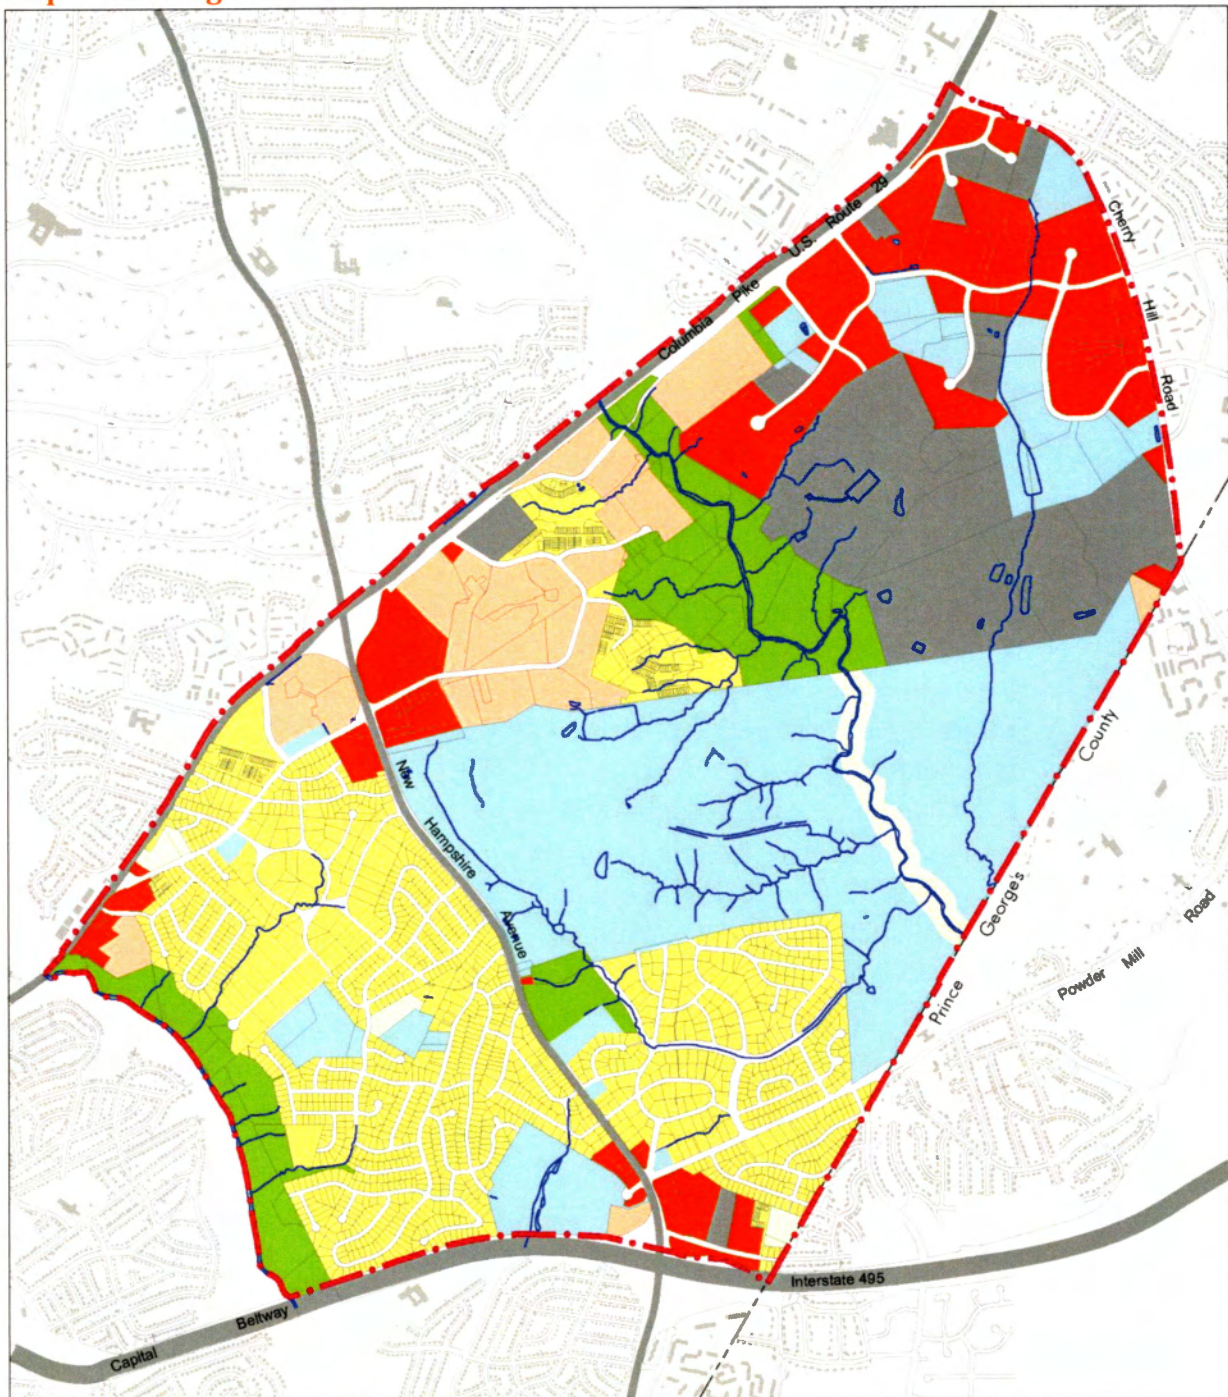 U.S. Route 29
Columbia Pike
Cherry Hill Road
New Hampshire Avenue
Prince George's County
Powder Mill Road
Interstate 495
Capital Beltway